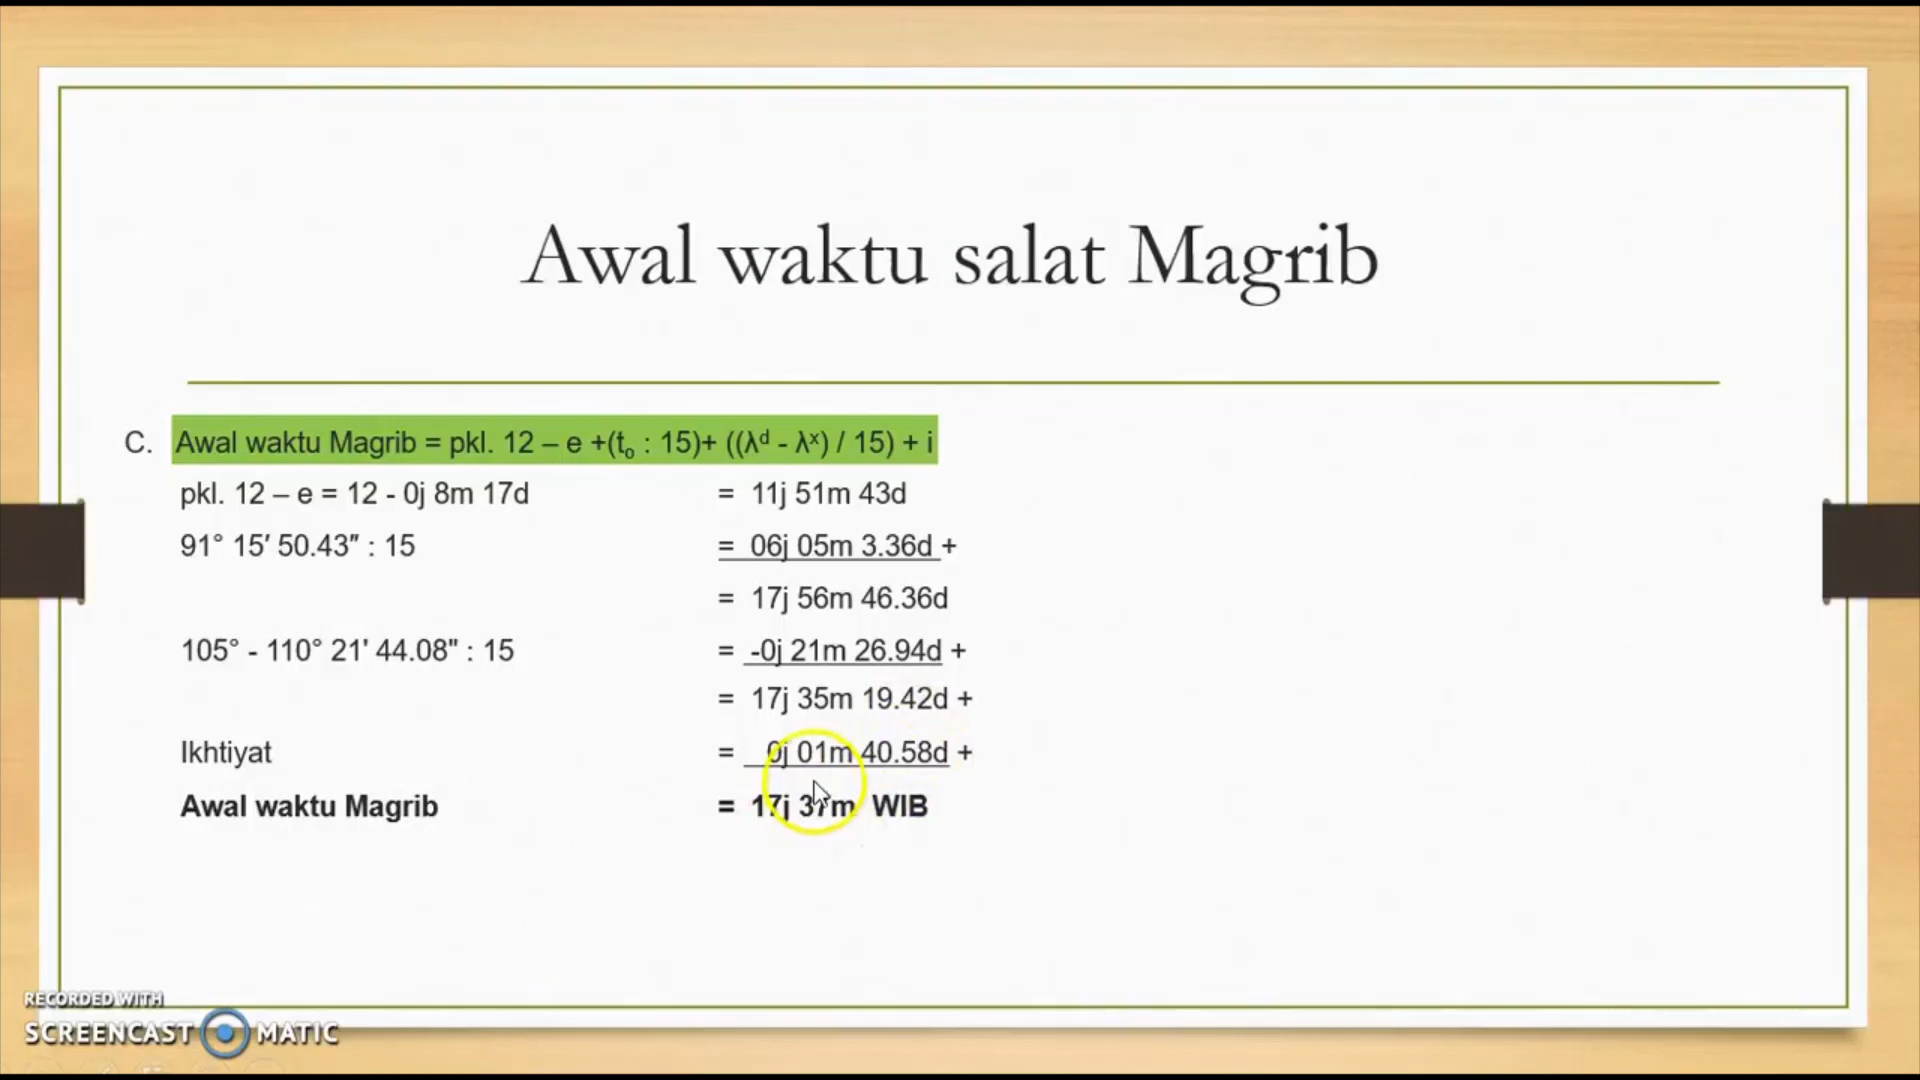 Awal waktu salat Magrib
C. Awal waktu Magrib = pkl. 12 – e +(tₒ : 15)+ ((λᵈ - λˣ) / 15) + i
pkl. 12 – e = 12 - 0j 8m 17d = 11j 51m 43d
91° 15′ 50.43″ : 15 = 06j 05m 3.36d +
= 17j 56m 46.36d
105° - 110° 21' 44.08" : 15 = -0j 21m 26.94d +
= 17j 35m 19.42d +
Ikhtiyat = 0j 01m 40.58d +
Awal waktu Magrib = 17j 37m WIB
RECORDED WITH
SCREENCAST MATIC